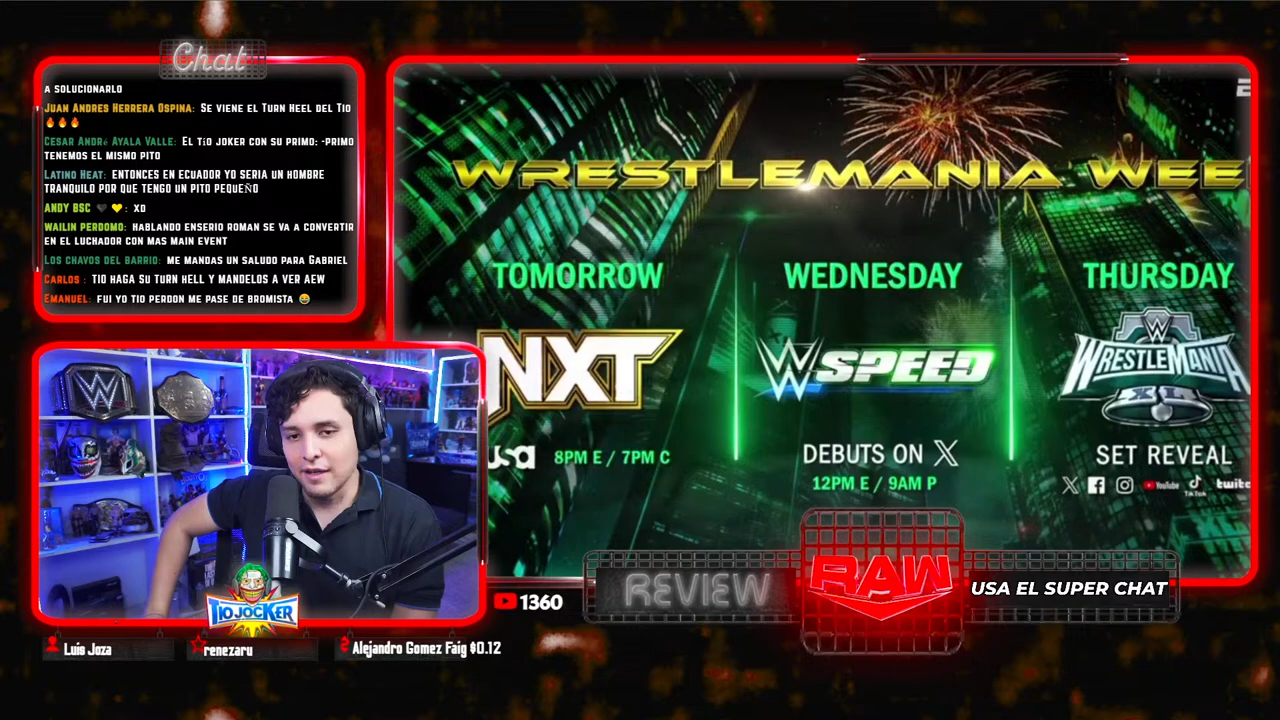 Chat
A SOLUCIONARLO
JUAN ANDRES HERRERA OSPINA: SE VIENE EL TURN HEEL DEL TIO
🔥🔥🔥
CESAR ANDRé AYALA VALLE: EL TíO JOKER CON SU PRIMO: -PRIMO
TENEMOS EL MISMO PITO
LATINO HEAT: ENTONCES EN ECUADOR YO SERIA UN HOMBRE
TRANQUILO POR QUE TENGO UN PITO PEQUEÑO
ANDY BSC 🖤 💛: XD
WAILIN PERDOMO: HABLANDO ENSERIO ROMAN SE VA A CONVERTIR
EN EL LUCHADOR CON MAS MAIN EVENT
LOS CHAVOS DEL BARRIO: ME MANDAS UN SALUDO PARA GABRIEL
CARLOS : TIO HAGA SU TURN HELL Y MANDELOS A VER AEW
EMANUEL: FUI YO TIO PERDON ME PASE DE BROMISTA 😂
WRESTLEMANIA WEE
TOMORROW
WEDNESDAY
THURSDAY
NXT
W SPEED
WRESTLEMANIA
XL
usa 8PM E / 7PM C
DEBUTS ON X
12PM E / 9AM P
SET REVEAL
YouTube
TikTok
twitc
W
TIO JOCKER
1360
REVIEW
RAW
USA EL SUPER CHAT
Luis Joza
renezaru
Alejandro Gomez Faig $0.12